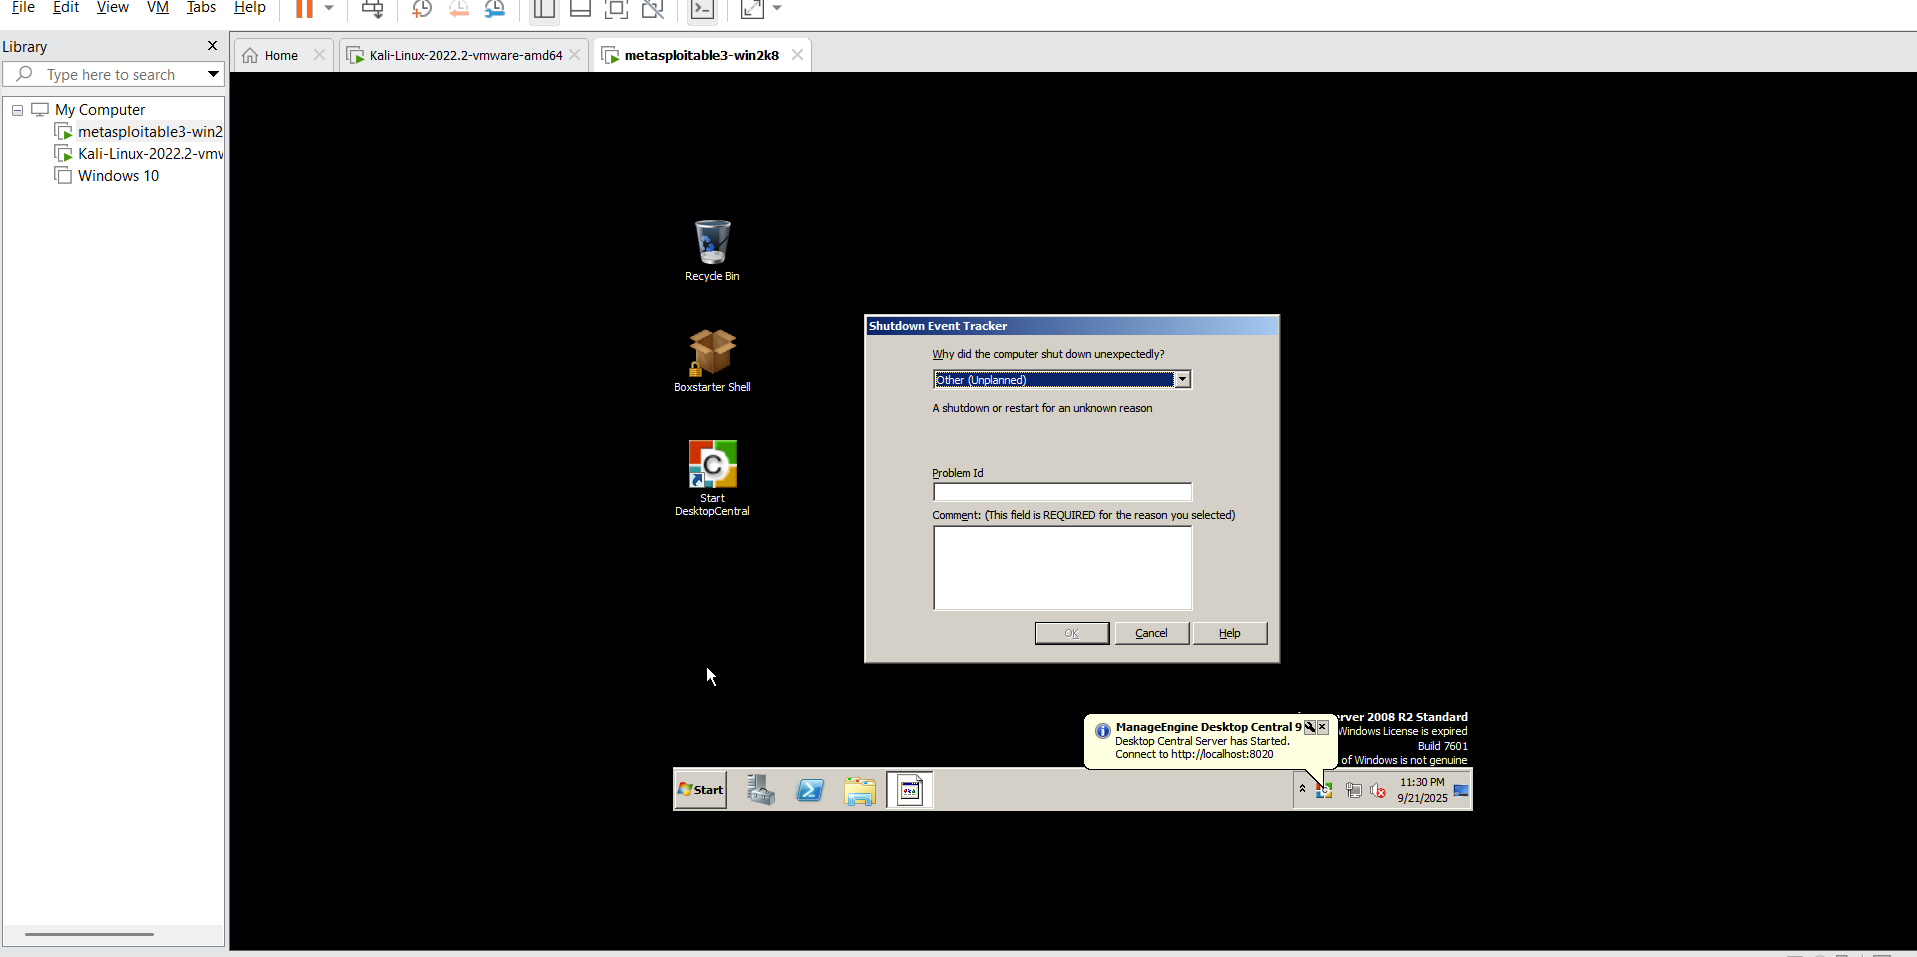 File Edit View VM Tabs Help
Library
Type here to search
My Computer
metasploitable3-win2
Kali-Linux-2022.2-vmw
Windows 10
Home
Kali-Linux-2022.2-vmware-amd64
metasploitable3-win2k8
Recycle Bin
Boxstarter Shell
Start
DesktopCentral
Shutdown Event Tracker
Why did the computer shut down unexpectedly?
Other (Unplanned)
A shutdown or restart for an unknown reason
Problem Id
Comment: (This field is REQUIRED for the reason you selected)
OK Cancel Help
ManageEngine Desktop Central 9
Desktop Central Server has Started.
Connect to http://localhost:8020
erver 2008 R2 Standard
Windows License is expired
Build 7601
of Windows is not genuine
Start
11:30 PM
9/21/2025